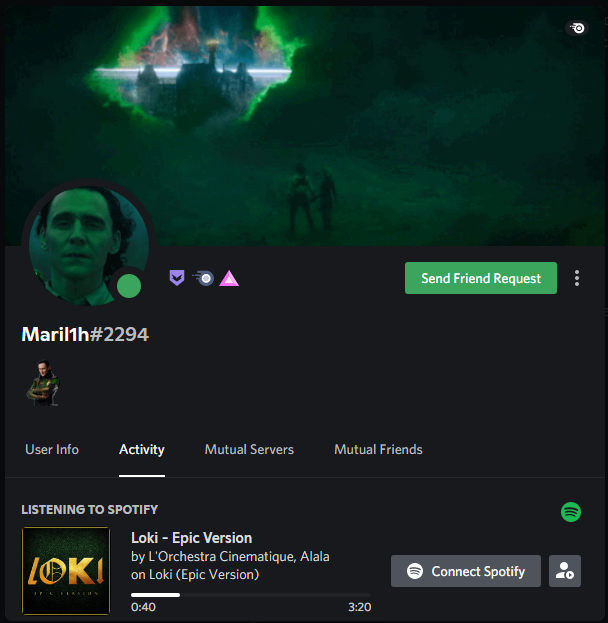 Send Friend Request
Maril1h#2294
User Info Activity Mutual Servers Mutual Friends
LISTENING TO SPOTIFY
LOKI
EPIC VERSION
Loki - Epic Version
by L'Orchestra Cinematique, Alala
on Loki (Epic Version)
Connect Spotify
0:40 3:20